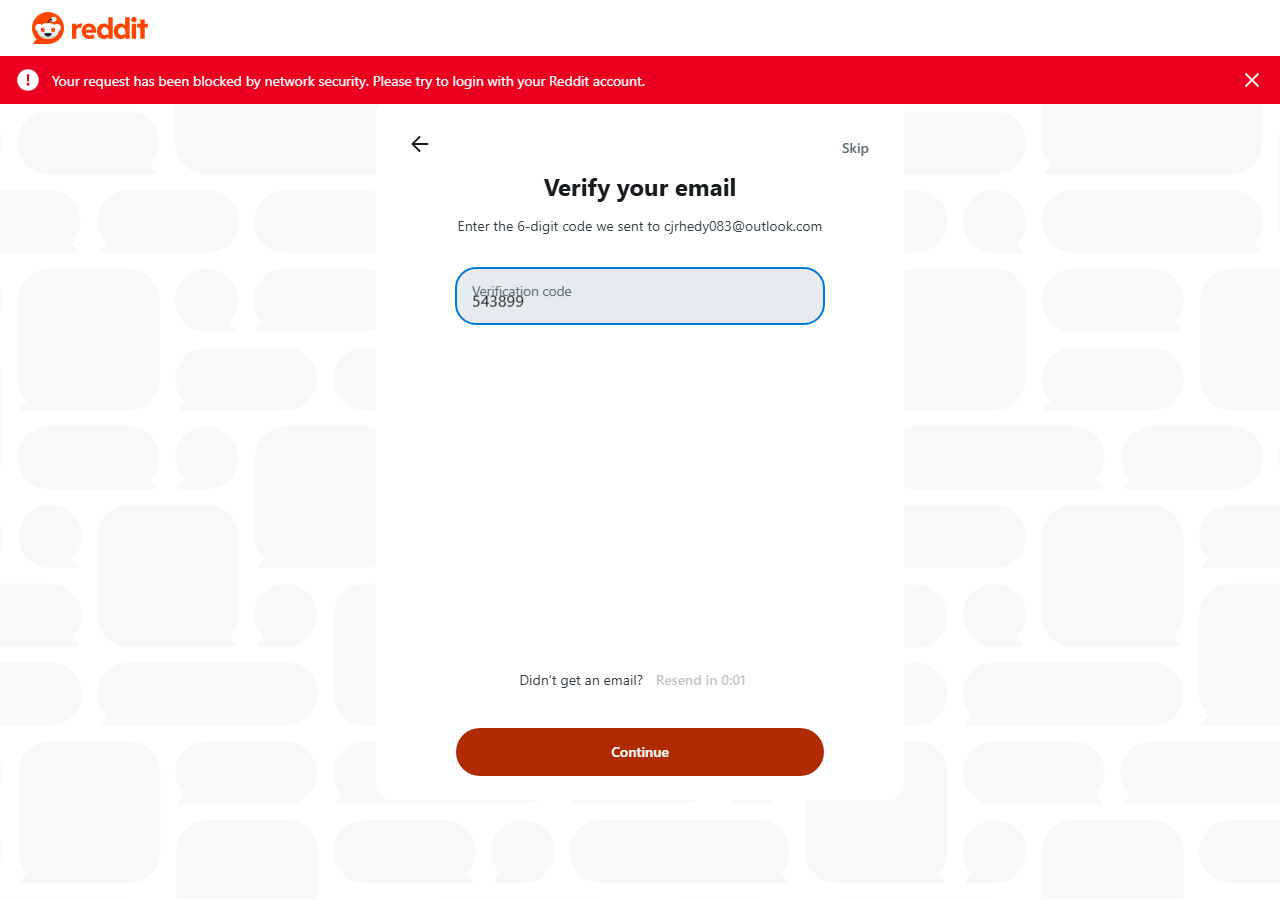 reddit
Your request has been blocked by network security. Please try to login with your Reddit account.
Skip
Verify your email
Enter the 6-digit code we sent to cjrhedy083@outlook.com
Verification code
543899
Didn't get an email? Resend in 0:01
Continue